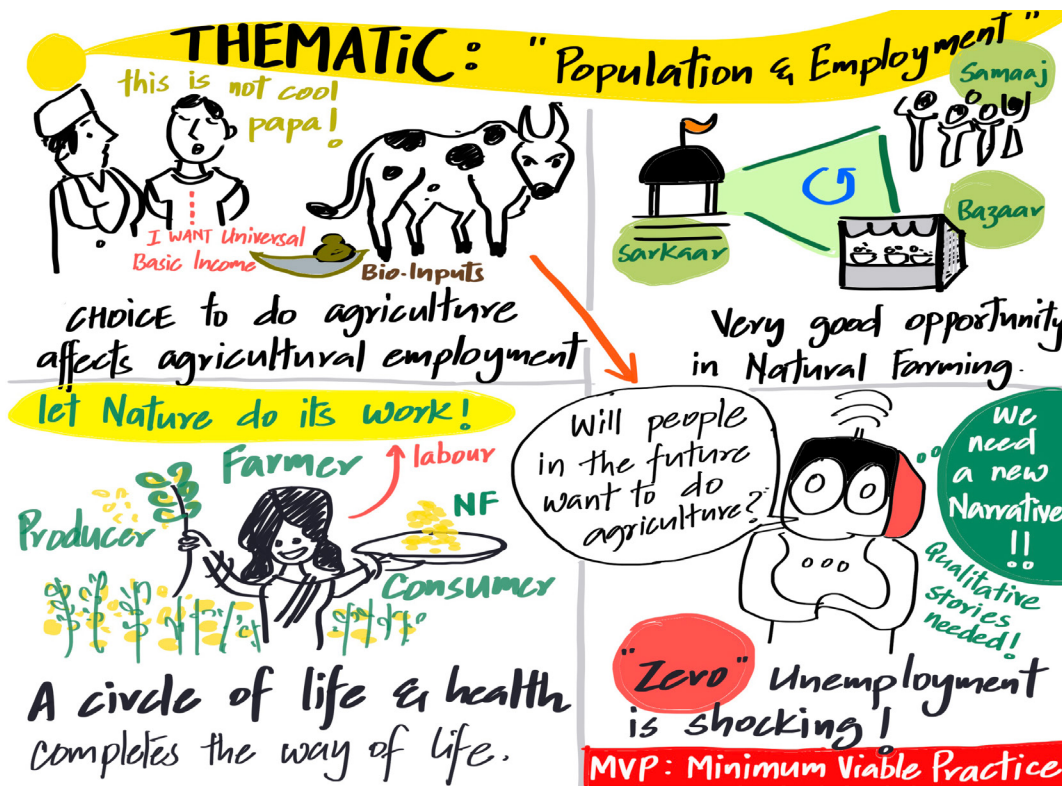 THEMATiC: "Population & Employment"
this is not cool
papa!
I WANT Universal
Basic Income
Bio-Inputs
CHOiCE to do agriculture
affects agricultural employment
Samaaj
Bazaar
Sarkaar
Very good opportunity
in Natural Farming.
let Nature do its work!
Farmer
labour
Producer
NF
Consumer
A circle of life & health
completes the way of life.
Will people
in the future
want to do
agriculture?
We
need
a new
Narrative
!!
Qualitative
stories
needed!
"Zero" Unemployment
is shocking!
MVP: Minimum Viable Practice